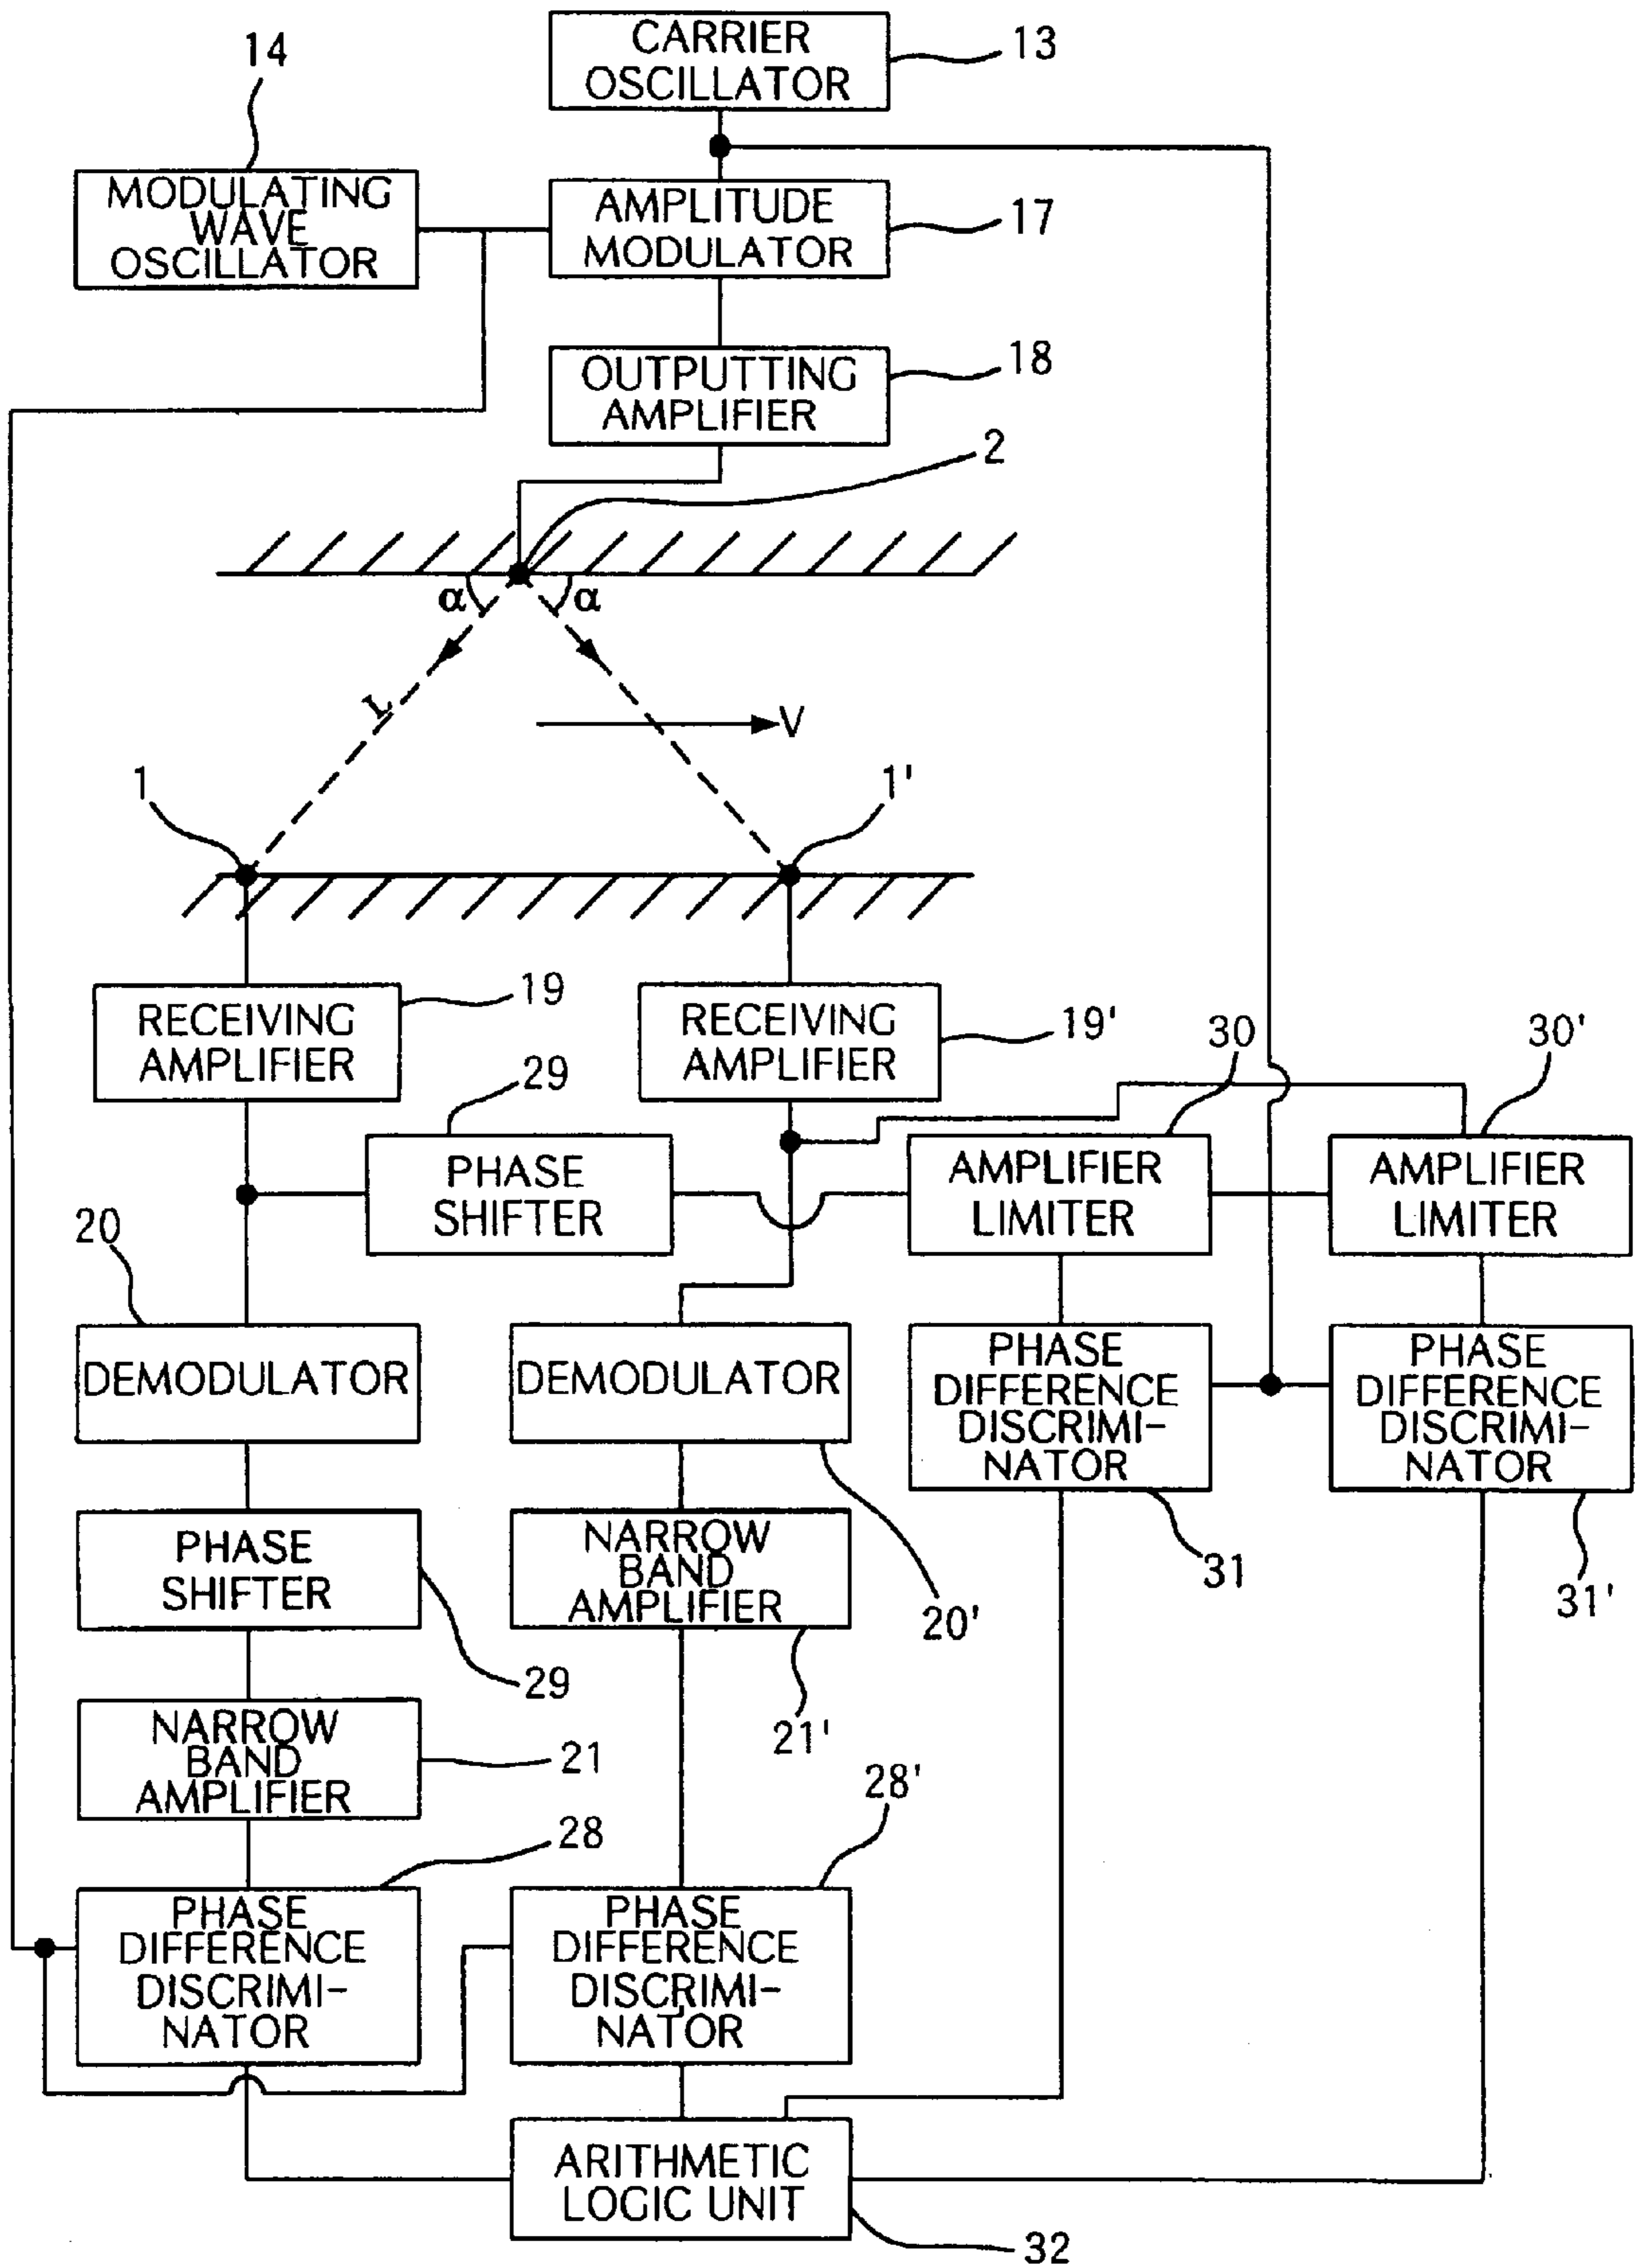 CARRIER
OSCILLATOR
13
14
MODULATING
WAVE
OSCILLATOR
AMPLITUDE
MODULATOR
17
OUTPUTTING
AMPLIFIER
18
2
α
α
L
V
1
1'
RECEIVING
AMPLIFIER
19
RECEIVING
AMPLIFIER
19'
29
30
30'
PHASE
SHIFTER
AMPLIFIER
LIMITER
AMPLIFIER
LIMITER
20
DEMODULATOR
DEMODULATOR
PHASE
DIFFERENCE
DISCRIMI-
NATOR
PHASE
DIFFERENCE
DISCRIMI-
NATOR
PHASE
SHIFTER
NARROW
BAND
AMPLIFIER
20'
31
31'
29
21'
NARROW
BAND
AMPLIFIER
21
28
28'
PHASE
DIFFERENCE
DISCRIMI-
NATOR
PHASE
DIFFERENCE
DISCRIMI-
NATOR
ARITHMETIC
LOGIC UNIT
32